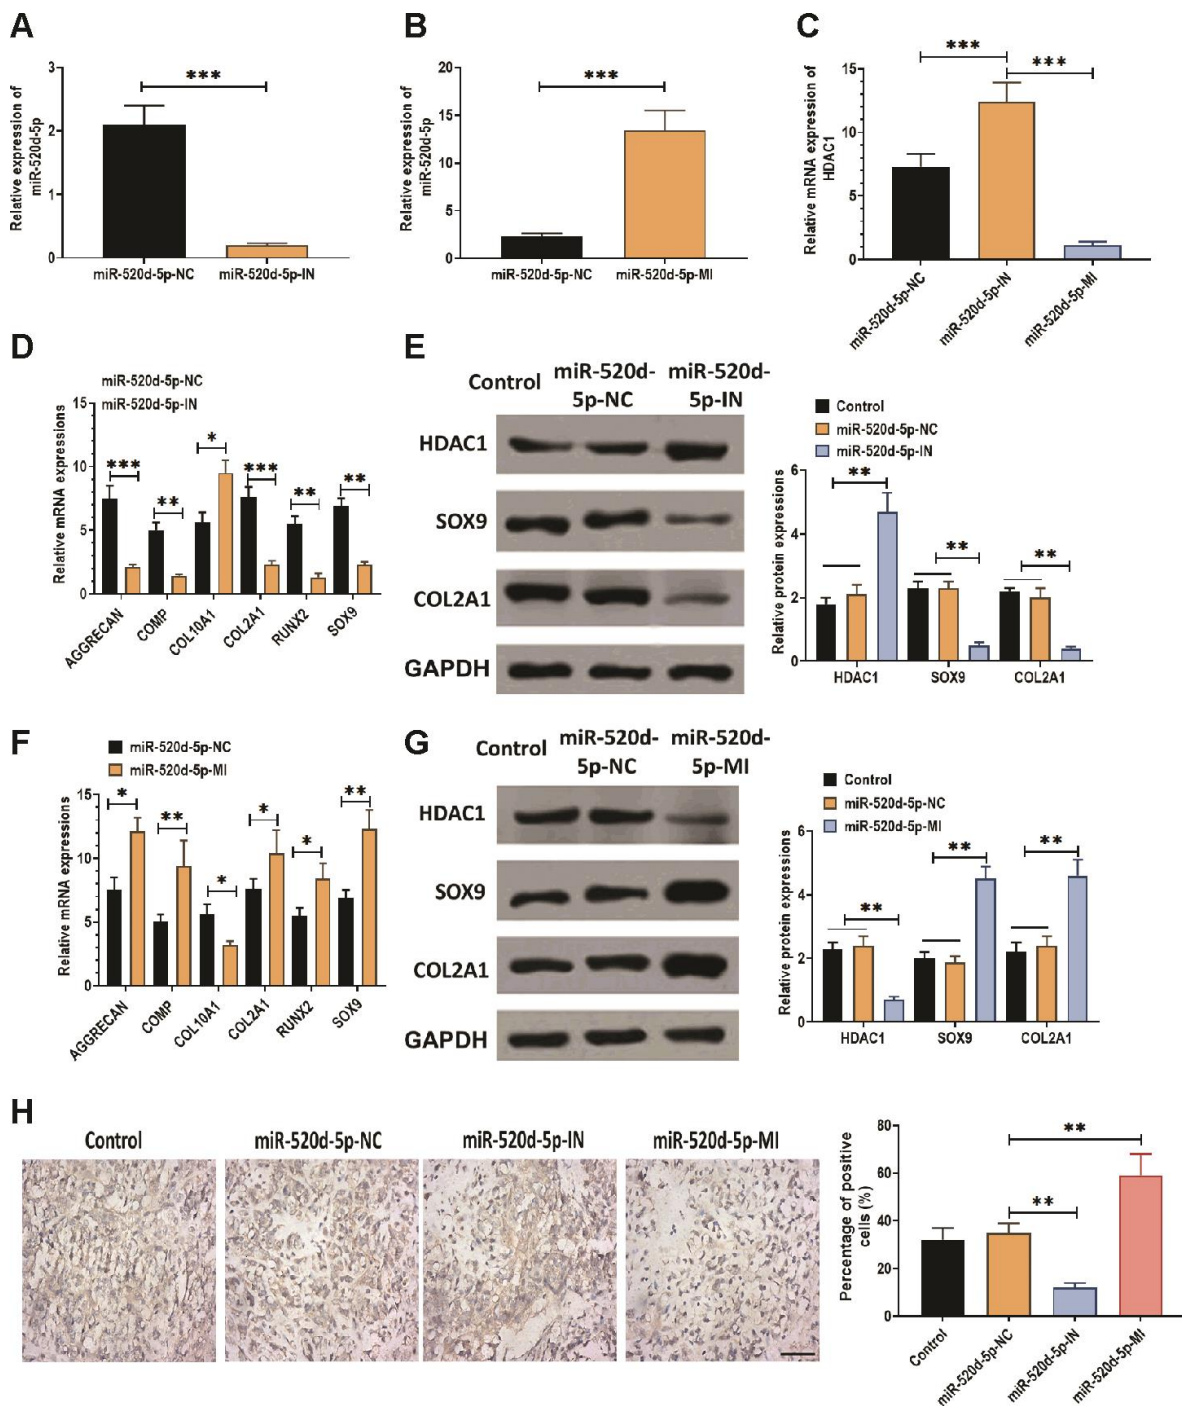 A
Relative expression of
miR-520d-5p
3
2
1
0
***
miR-520d-5p-NC
miR-520d-5p-IN
B
Relative expression of
miR-520d-5p
20
15
10
5
0
***
miR-520d-5p-NC
miR-520d-5p-MI
C
Relative mRNA expression of
HDAC1
15
10
5
0
***
***
miR-520d-5p-NC
miR-520d-5p-IN
miR-520d-5p-MI
D
miR-520d-5p-NC
miR-520d-5p-IN
Relative mRNA expressions
15
10
5
0
***
**
*
***
**
**
AGGRECAN
COMP
COL10A1
COL2A1
RUNX2
SOX9
E
Control
miR-520d-
5p-NC
miR-520d-
5p-IN
HDAC1
SOX9
COL2A1
GAPDH
Control
miR-520d-5p-NC
miR-520d-5p-IN
Relative protein expressions
6
4
2
0
**
**
**
HDAC1
SOX9
COL2A1
F
miR-520d-5p-NC
miR-520d-5p-MI
Relative mRNA expressions
15
10
5
0
*
**
*
*
*
**
AGGRECAN
COMP
COL10A1
COL2A1
RUNX2
SOX9
G
Control
miR-520d-
5p-NC
miR-520d-
5p-MI
HDAC1
SOX9
COL2A1
GAPDH
Control
miR-520d-5p-NC
miR-520d-5p-MI
Relative protein expressions
6
4
2
0
**
**
**
HDAC1
SOX9
COL2A1
H
Control
miR-520d-5p-NC
miR-520d-5p-IN
miR-520d-5p-MI
Percentage of positive
cells (%)
80
60
40
20
0
**
**
Control
miR-520d-5p-NC
miR-520d-5p-IN
miR-520d-5p-MI